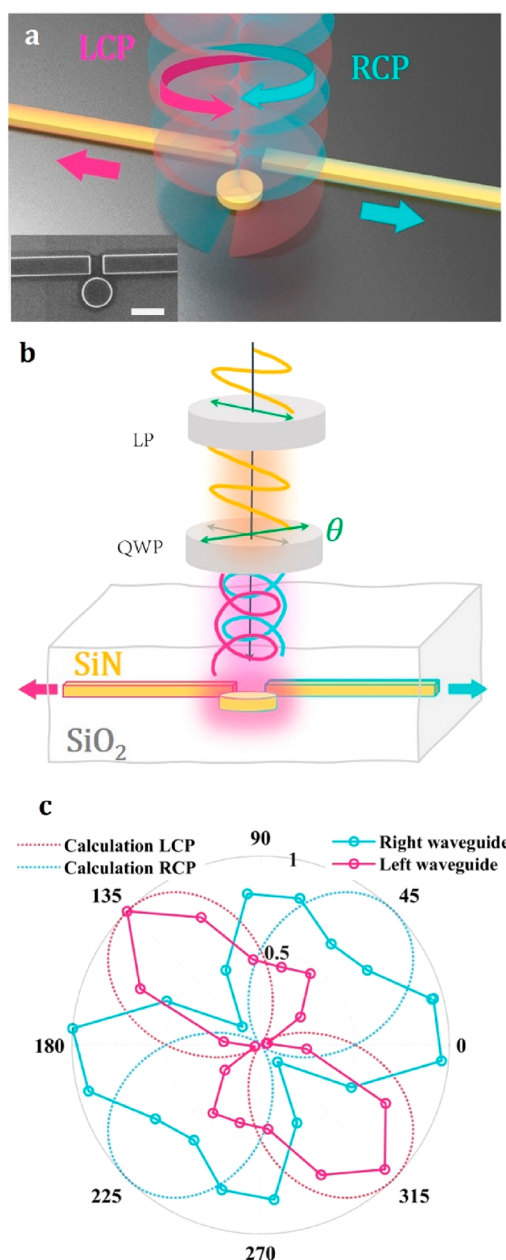 a
LCP
RCP
b
LP
QWP
θ
SiN
SiO₂
c
Calculation LCP
Calculation RCP
Right waveguide
Left waveguide
90
1
135
45
0.5
180
0
225
315
270